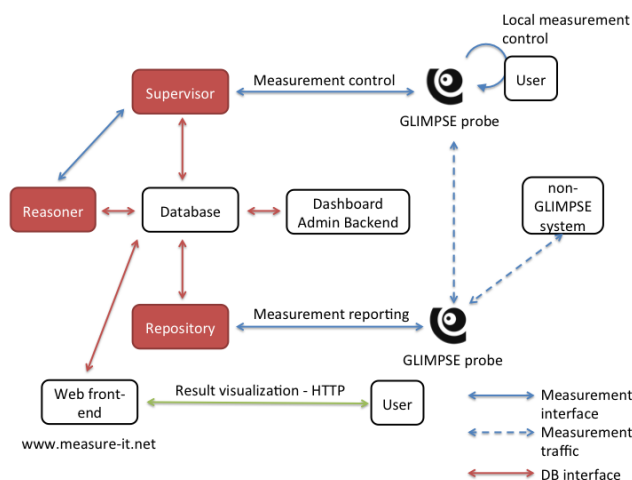 Local measurement
control
Measurement control
User
Supervisor
GLIMPSE probe
Reasoner
Database
Dashboard
Admin Backend
non-
GLIMPSE
system
Measurement reporting
Repository
GLIMPSE probe
Web front-
end
Result visualization - HTTP
User
www.measure-it.net
Measurement
interface
Measurement
traffic
DB interface